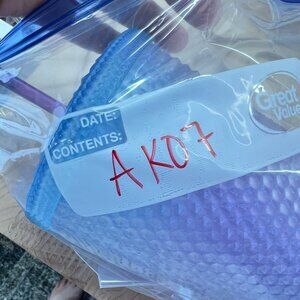 DATE:
CONTENTS:
AK07
Great
Value